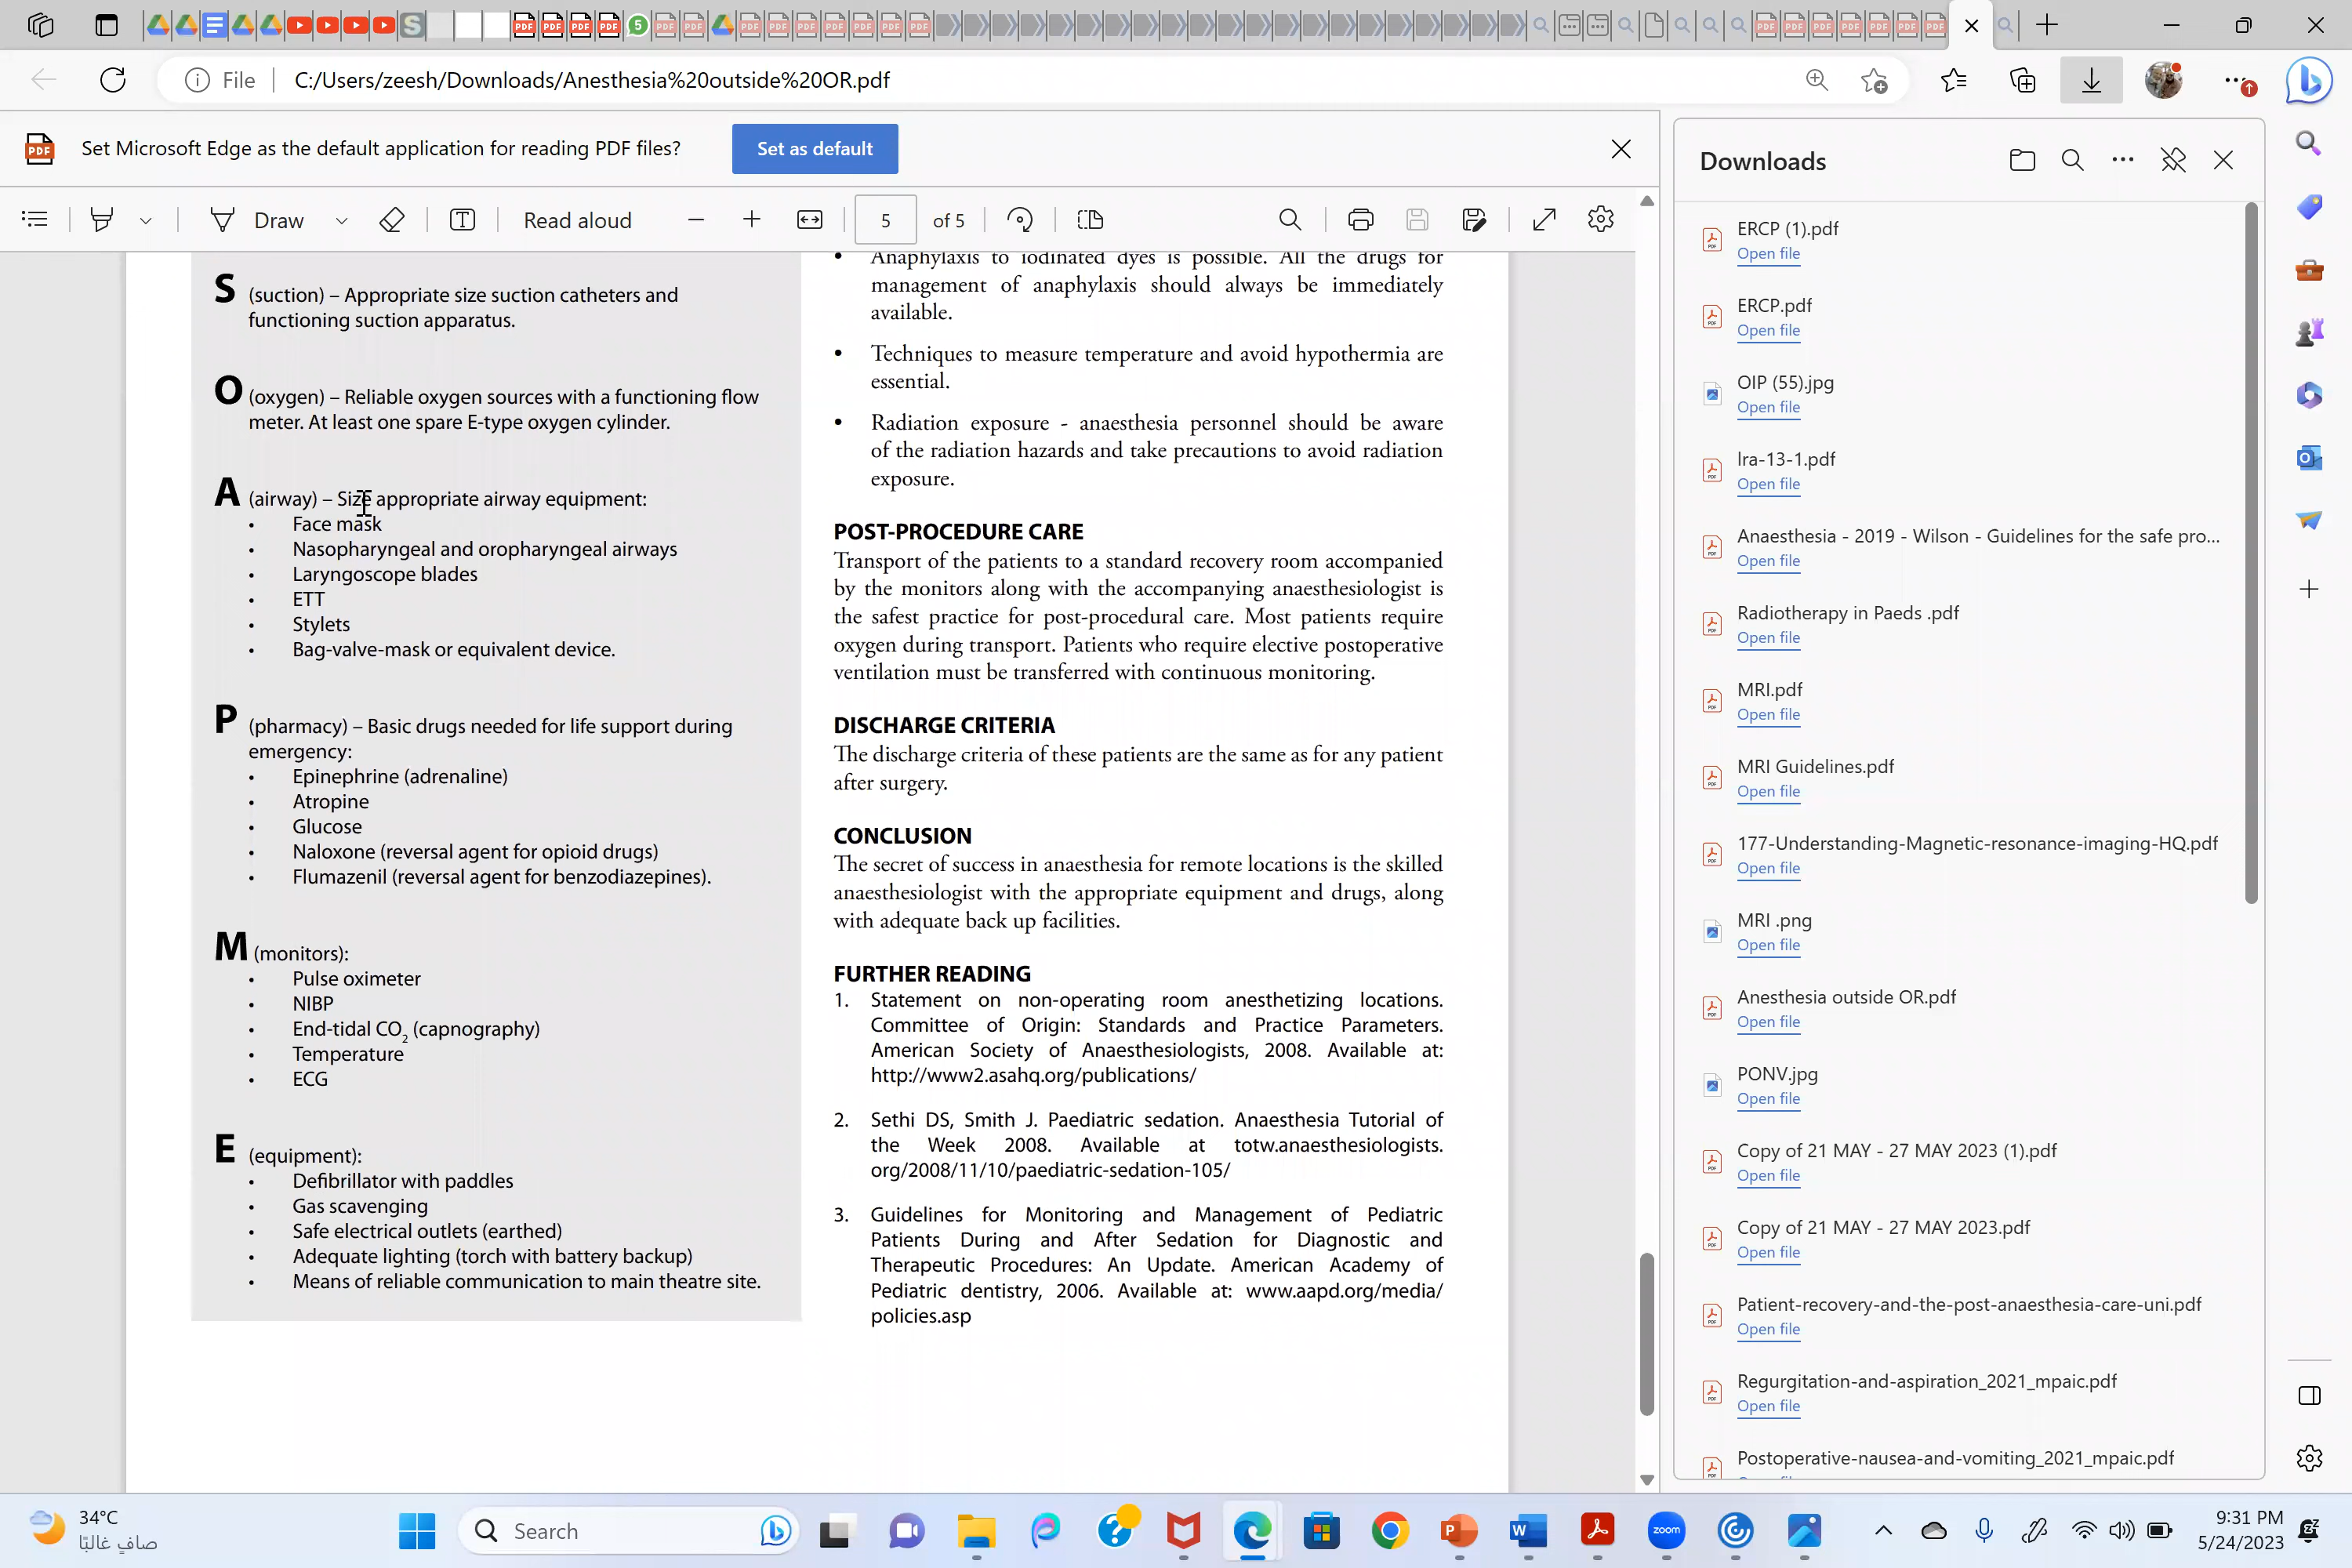 5
File
C:/Users/zeesh/Downloads/Anesthesia%20outside%20OR.pdf
Set Microsoft Edge as the default application for reading PDF files?
Set as default
Draw
Read aloud
5
of 5
S (suction) – Appropriate size suction catheters and
functioning suction apparatus.
O (oxygen) – Reliable oxygen sources with a functioning flow
meter. At least one spare E-type oxygen cylinder.
A (airway) – Size appropriate airway equipment:
• Face mask
• Nasopharyngeal and oropharyngeal airways
• Laryngoscope blades
• ETT
• Stylets
• Bag-valve-mask or equivalent device.
P (pharmacy) – Basic drugs needed for life support during
emergency:
• Epinephrine (adrenaline)
• Atropine
• Glucose
• Naloxone (reversal agent for opioid drugs)
• Flumazenil (reversal agent for benzodiazepines).
M (monitors):
• Pulse oximeter
• NIBP
• End-tidal CO2 (capnography)
• Temperature
• ECG
E (equipment):
• Defibrillator with paddles
• Gas scavenging
• Safe electrical outlets (earthed)
• Adequate lighting (torch with battery backup)
• Means of reliable communication to main theatre site.
• Anaphylaxis to iodinated dyes is possible. All the drugs for
management of anaphylaxis should always be immediately
available.
• Techniques to measure temperature and avoid hypothermia are
essential.
• Radiation exposure - anaesthesia personnel should be aware
of the radiation hazards and take precautions to avoid radiation
exposure.
POST-PROCEDURE CARE
Transport of the patients to a standard recovery room accompanied
by the monitors along with the accompanying anaesthesiologist is
the safest practice for post-procedural care. Most patients require
oxygen during transport. Patients who require elective postoperative
ventilation must be transferred with continuous monitoring.
DISCHARGE CRITERIA
The discharge criteria of these patients are the same as for any patient
after surgery.
CONCLUSION
The secret of success in anaesthesia for remote locations is the skilled
anaesthesiologist with the appropriate equipment and drugs, along
with adequate back up facilities.
FURTHER READING
1. Statement on non-operating room anesthetizing locations.
Committee of Origin: Standards and Practice Parameters.
American Society of Anaesthesiologists, 2008. Available at:
http://www2.asahq.org/publications/
2. Sethi DS, Smith J. Paediatric sedation. Anaesthesia Tutorial of
the Week 2008. Available at totw.anaesthesiologists.
org/2008/11/10/paediatric-sedation-105/
3. Guidelines for Monitoring and Management of Pediatric
Patients During and After Sedation for Diagnostic and
Therapeutic Procedures: An Update. American Academy of
Pediatric dentistry, 2006. Available at: www.aapd.org/media/
policies.asp
Downloads
ERCP (1).pdf
Open file
ERCP.pdf
Open file
OIP (55).jpg
Open file
lra-13-1.pdf
Open file
Anaesthesia - 2019 - Wilson - Guidelines for the safe pro...
Open file
Radiotherapy in Paeds .pdf
Open file
MRI.pdf
Open file
MRI Guidelines.pdf
Open file
177-Understanding-Magnetic-resonance-imaging-HQ.pdf
Open file
MRI .png
Open file
Anesthesia outside OR.pdf
Open file
PONV.jpg
Open file
Copy of 21 MAY - 27 MAY 2023 (1).pdf
Open file
Copy of 21 MAY - 27 MAY 2023.pdf
Open file
Patient-recovery-and-the-post-anaesthesia-care-uni.pdf
Open file
Regurgitation-and-aspiration_2021_mpaic.pdf
Open file
Postoperative-nausea-and-vomiting_2021_mpaic.pdf
34°C
صافٍ غالبًا
Search
zoom
9:31 PM
5/24/2023